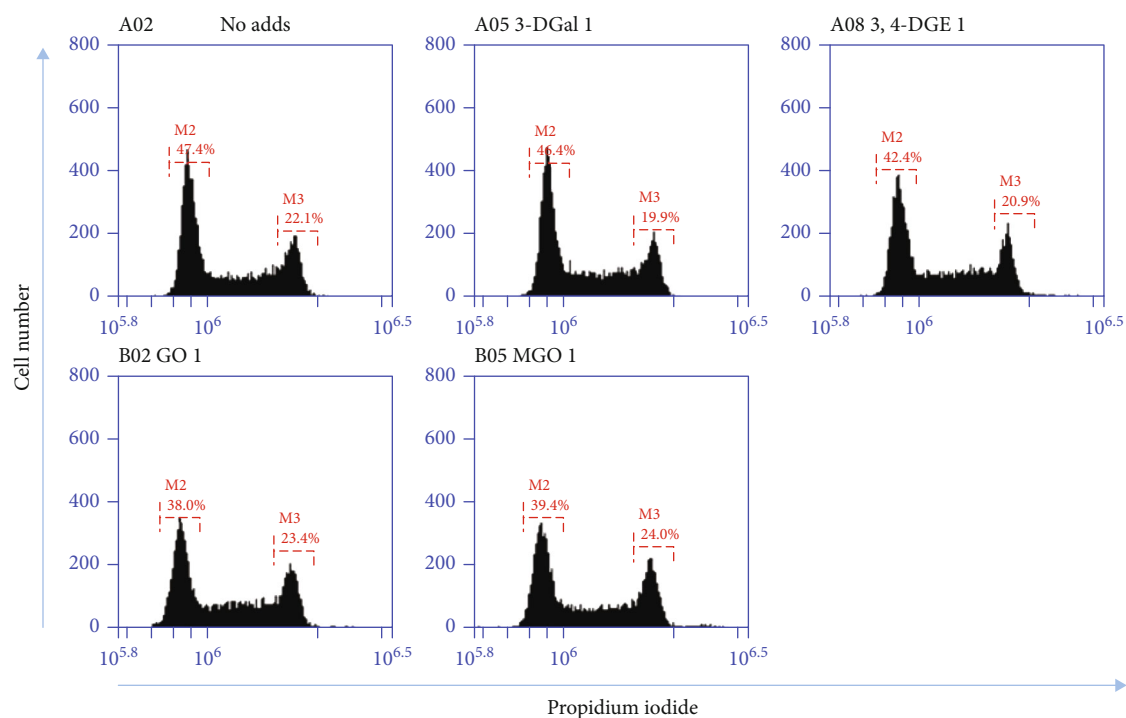 A02 No adds
800
600
400
200
0
M2
47.4%
M3
22.1%
10^5.8 10^6 10^6.5
A05 3-DGal 1
800
600
400
200
0
M2
46.4%
M3
19.9%
10^5.8 10^6 10^6.5
A08 3, 4-DGE 1
800
600
400
200
0
M2
42.4%
M3
20.9%
10^5.8 10^6 10^6.5
B02 GO 1
800
600
400
200
0
M2
38.0%
M3
23.4%
10^5.8 10^6 10^6.5
B05 MGO 1
800
600
400
200
0
M2
39.4%
M3
24.0%
10^5.8 10^6 10^6.5
Cell number
Propidium iodide